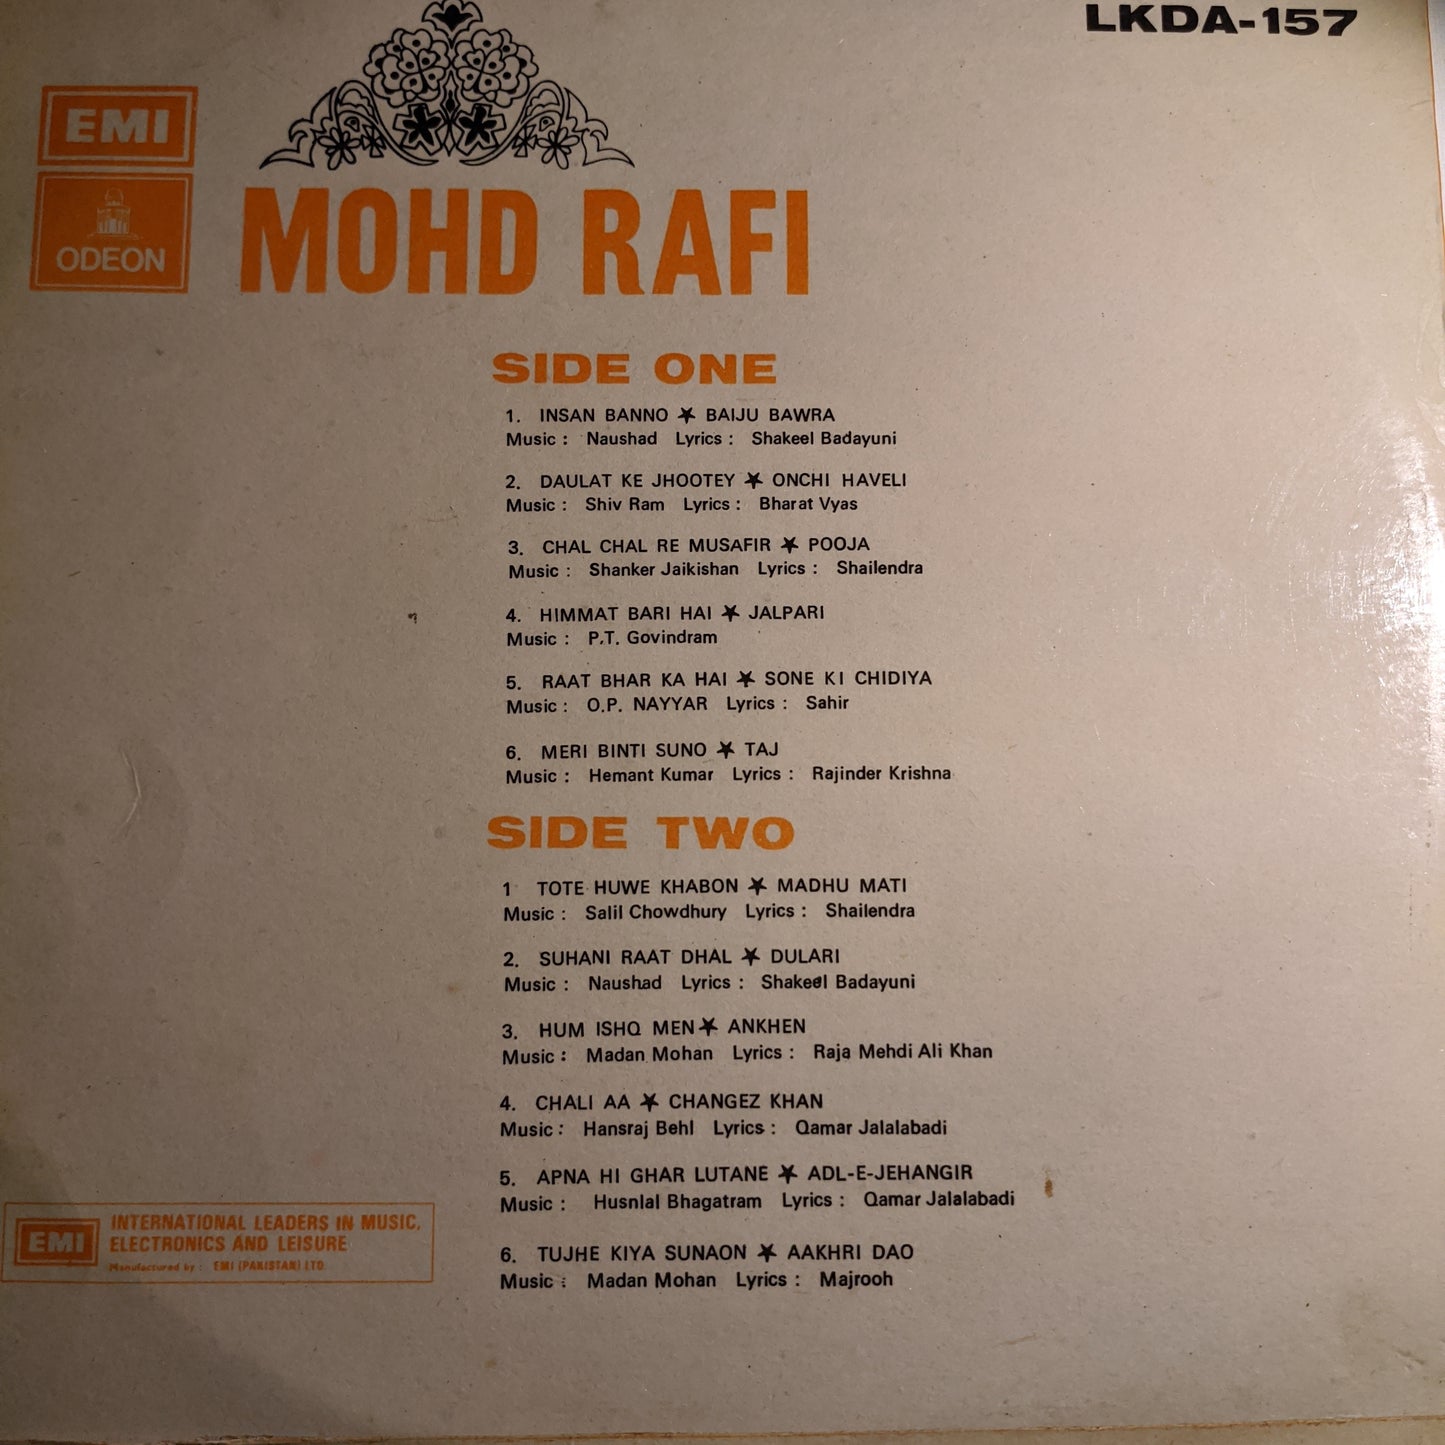 LKDA-157
EMI
ODEON
MOHD RAFI
SIDE ONE
1. INSAN BANNO ★ BAIJU BAWRA
Music : Naushad Lyrics : Shakeel Badayuni
2. DAULAT KE JHOOTEY ★ ONCHI HAVELI
Music : Shiv Ram Lyrics : Bharat Vyas
3. CHAL CHAL RE MUSAFIR ★ POOJA
Music : Shanker Jaikishan Lyrics : Shailendra
4. HIMMAT BARI HAI ★ JALPARI
Music : P.T. Govindram
5. RAAT BHAR KA HAI ★ SONE KI CHIDIYA
Music : O.P. NAYYAR Lyrics : Sahir
6. MERI BINTI SUNO ★ TAJ
Music : Hemant Kumar Lyrics : Rajinder Krishna
SIDE TWO
1 TOTE HUWE KHABON ★ MADHU MATI
Music : Salil Chowdhury Lyrics : Shailendra
2. SUHANI RAAT DHAL ★ DULARI
Music : Naushad Lyrics : Shakeel Badayuni
3. HUM ISHQ MEN ★ ANKHEN
Music : Madan Mohan Lyrics : Raja Mehdi Ali Khan
4. CHALI AA ★ CHANGEZ KHAN
Music : Hansraj Behl Lyrics : Qamar Jalalabadi
5. APNA HI GHAR LUTANE ★ ADL-E-JEHANGIR
Music : Husnlal Bhagatram Lyrics : Qamar Jalalabadi
6. TUJHE KIYA SUNAON ★ AAKHRI DAO
Music : Madan Mohan Lyrics : Majrooh
EMI
INTERNATIONAL LEADERS IN MUSIC,
ELECTRONICS AND LEISURE
Manufactured by : EMI (PAKISTAN) LTD.